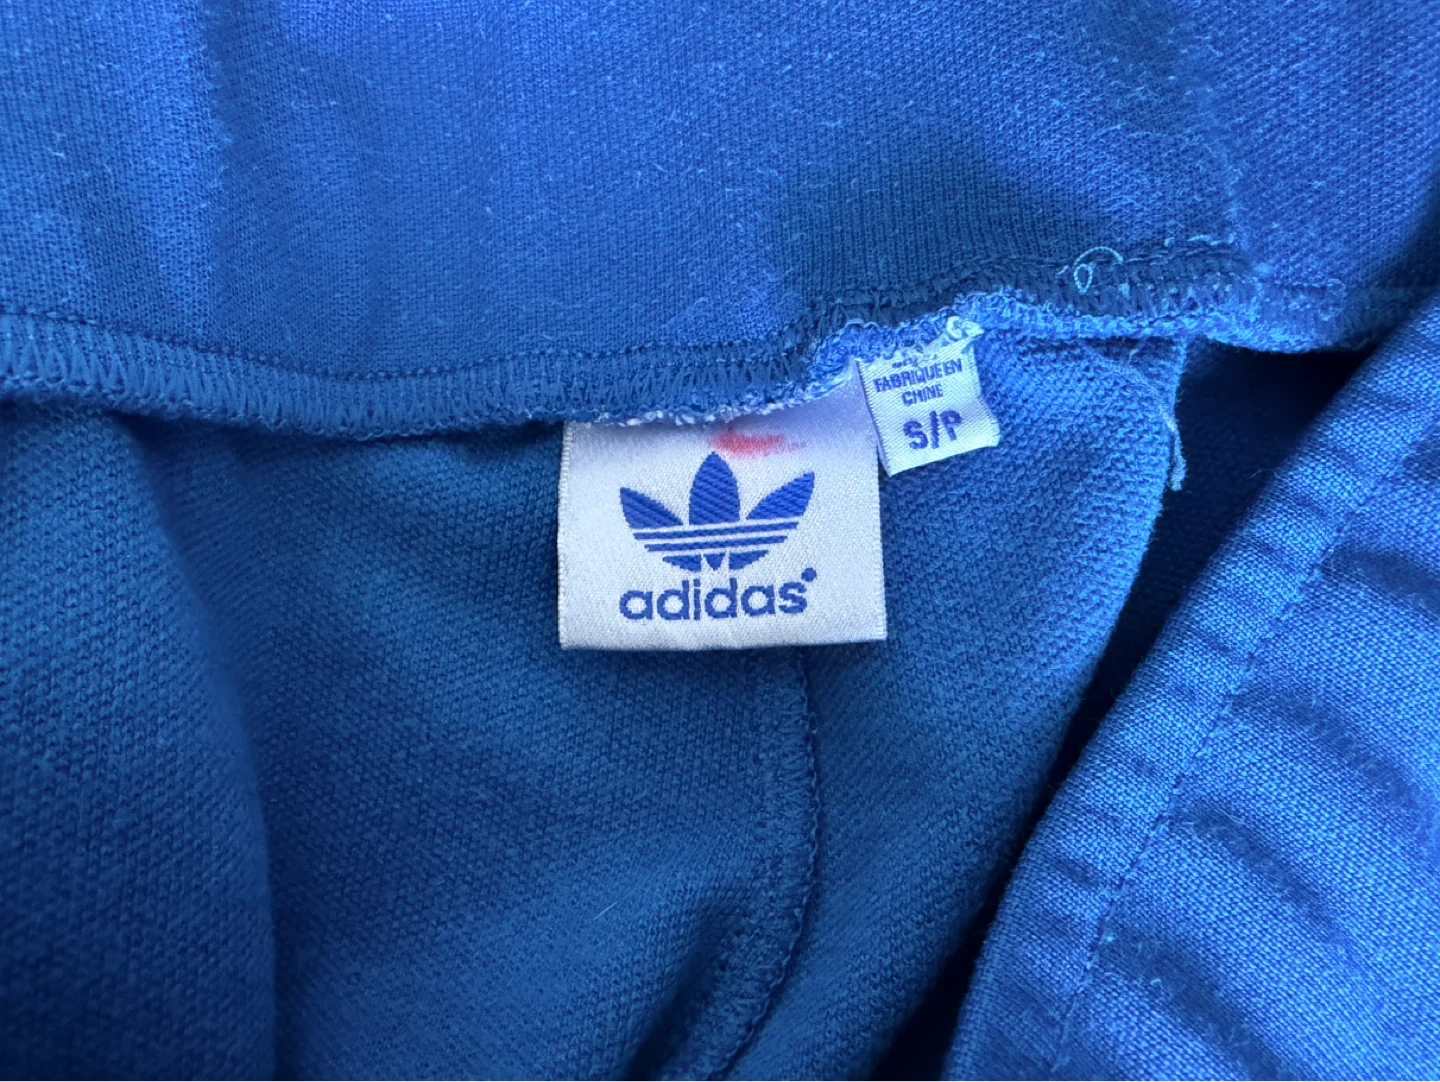 FABRIQUE EN
CHINE
S/P
adidas